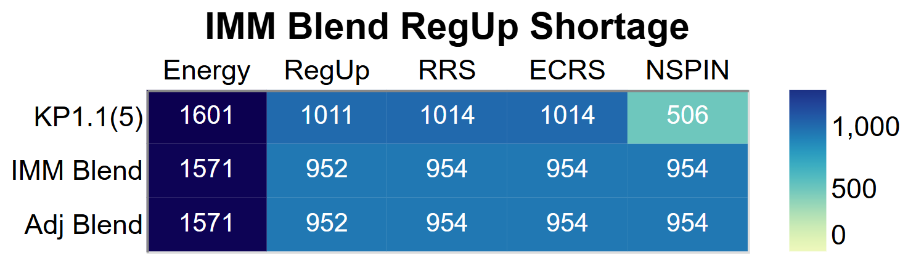 IMM Blend RegUp Shortage
Energy RegUp RRS ECRS NSPIN
KP1.1(5) 1601 1011 1014 1014 506
IMM Blend 1571 952 954 954 954
Adj Blend 1571 952 954 954 954
1,000
500
0